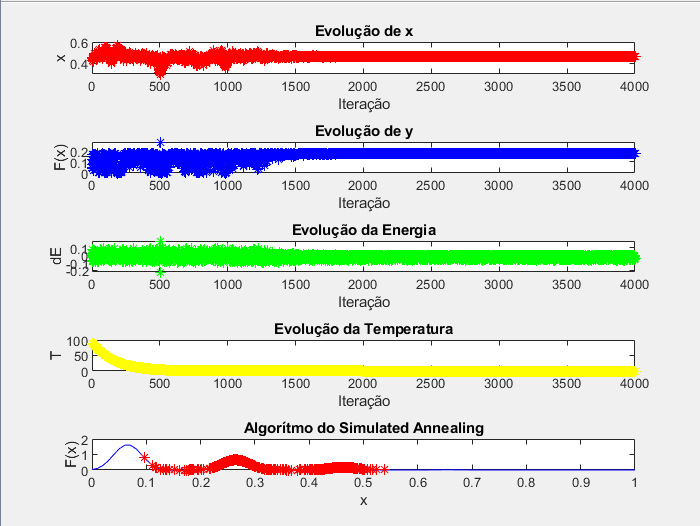 Evolução de x
0.6
0.4
x
0 500 1000 1500 2000 2500 3000 3500 4000
Iteração
Evolução de y
0.2
0.1
0
F(x)
0 500 1000 1500 2000 2500 3000 3500 4000
Iteração
Evolução da Energia
0.1
0
-0.1
-0.2
dE
0 500 1000 1500 2000 2500 3000 3500 4000
Iteração
Evolução da Temperatura
100
50
0
T
0 500 1000 1500 2000 2500 3000 3500 4000
Iteração
Algorítmo do Simulated Annealing
2
1
0
F(x)
0 0.1 0.2 0.3 0.4 0.5 0.6 0.7 0.8 0.9 1
x